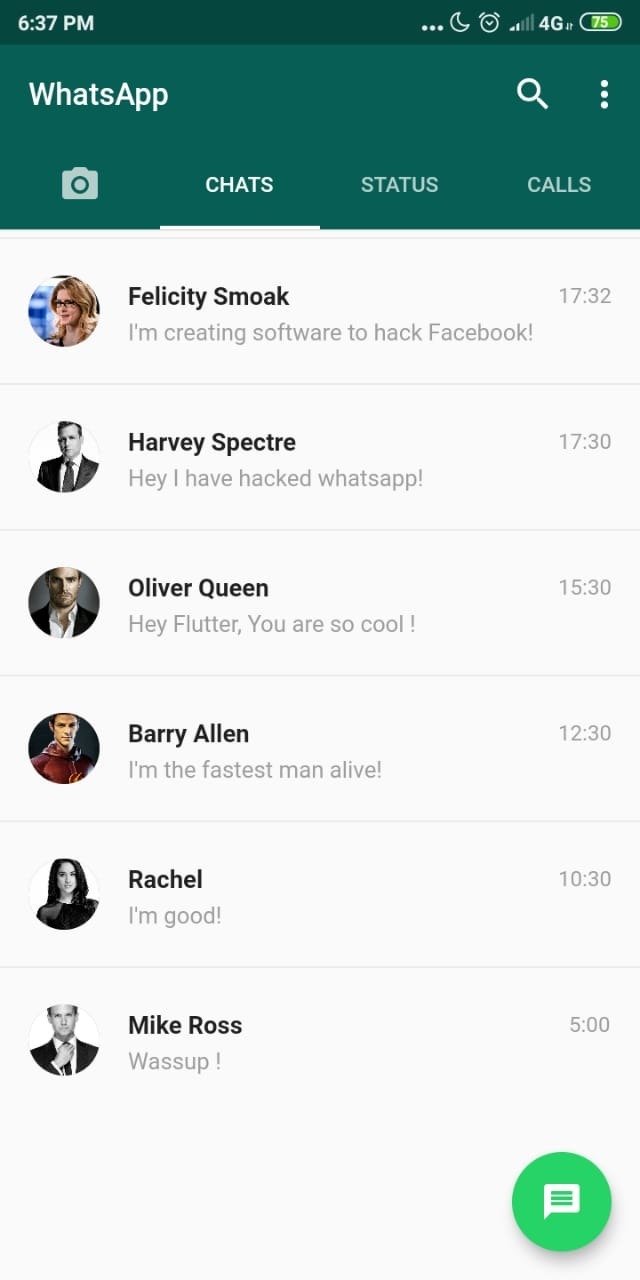 6:37 PM
4G 75
WhatsApp
CHATS STATUS CALLS
Felicity Smoak 17:32
I'm creating software to hack Facebook!
Harvey Spectre 17:30
Hey I have hacked whatsapp!
Oliver Queen 15:30
Hey Flutter, You are so cool !
Barry Allen 12:30
I'm the fastest man alive!
Rachel 10:30
I'm good!
Mike Ross 5:00
Wassup !